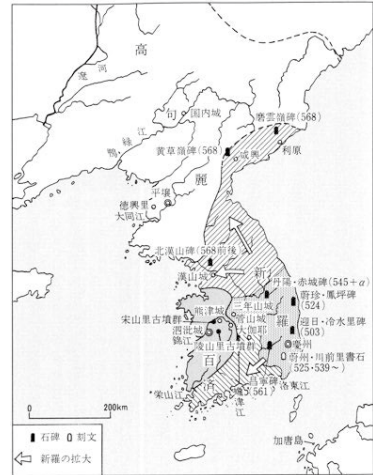 高
句
麗
遼河
国内城
鴨・緑江
磨雲嶺碑(568)
黄草嶺碑(568)
咸興
利原
平壌
徳興里
大同江
北漢山碑(568前後)
漢山城
新
羅
丹陽・赤城碑(545+α)
蔚珍・鳳坪碑
(524)
三年山城
熊津城
管山城
宋山里古墳群
迎日・冷水里碑
(503)
泗沘城
大伽耶
錦江
陵山里古墳群
慶州
蔚州・川前里書石
(525・539~)
百
済
昌寧碑
(561)
洛東江
栄山江
蟾津江
加唐島
0
200km
石碑
刻文
新羅の拡大